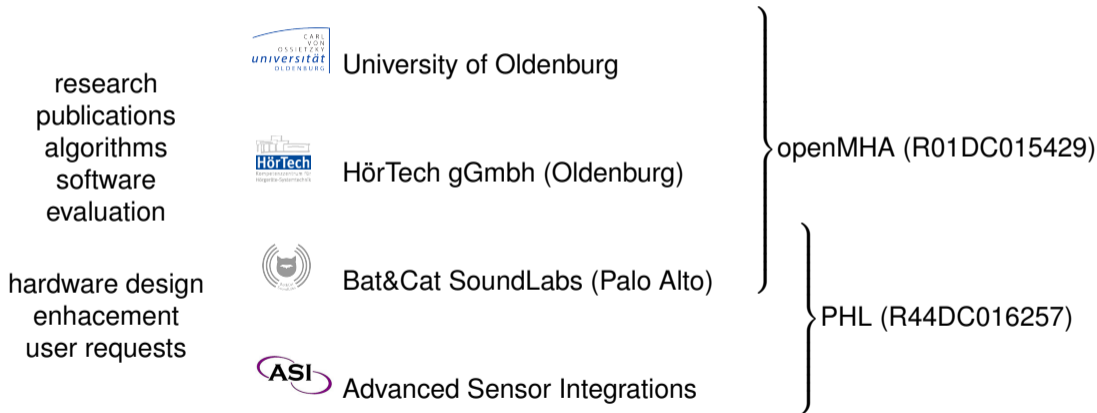 research
publications
algorithms
software
evaluation
hardware design
enhacement
user requests
CARL
VON
OSSIETZKY
universität
OLDENBURG
University of Oldenburg
HörTech
HörTech gGmbh (Oldenburg)
Bat&Cat SoundLabs (Palo Alto)
ASI
Advanced Sensor Integrations
openMHA (R01DC015429)
PHL (R44DC016257)